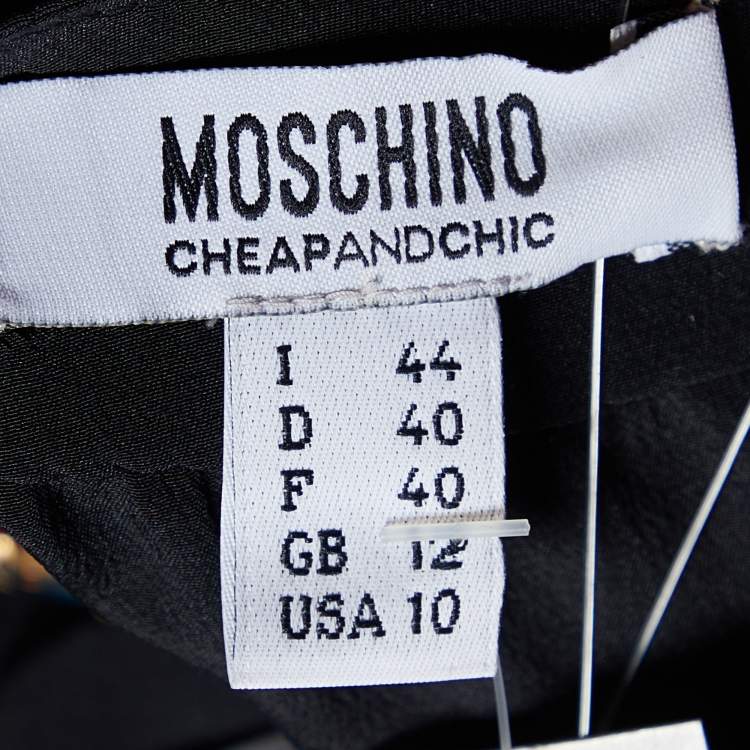 MOSCHINO
CHEAPANDCHIC
I 44
D 40
F 40
GB 12
USA 10